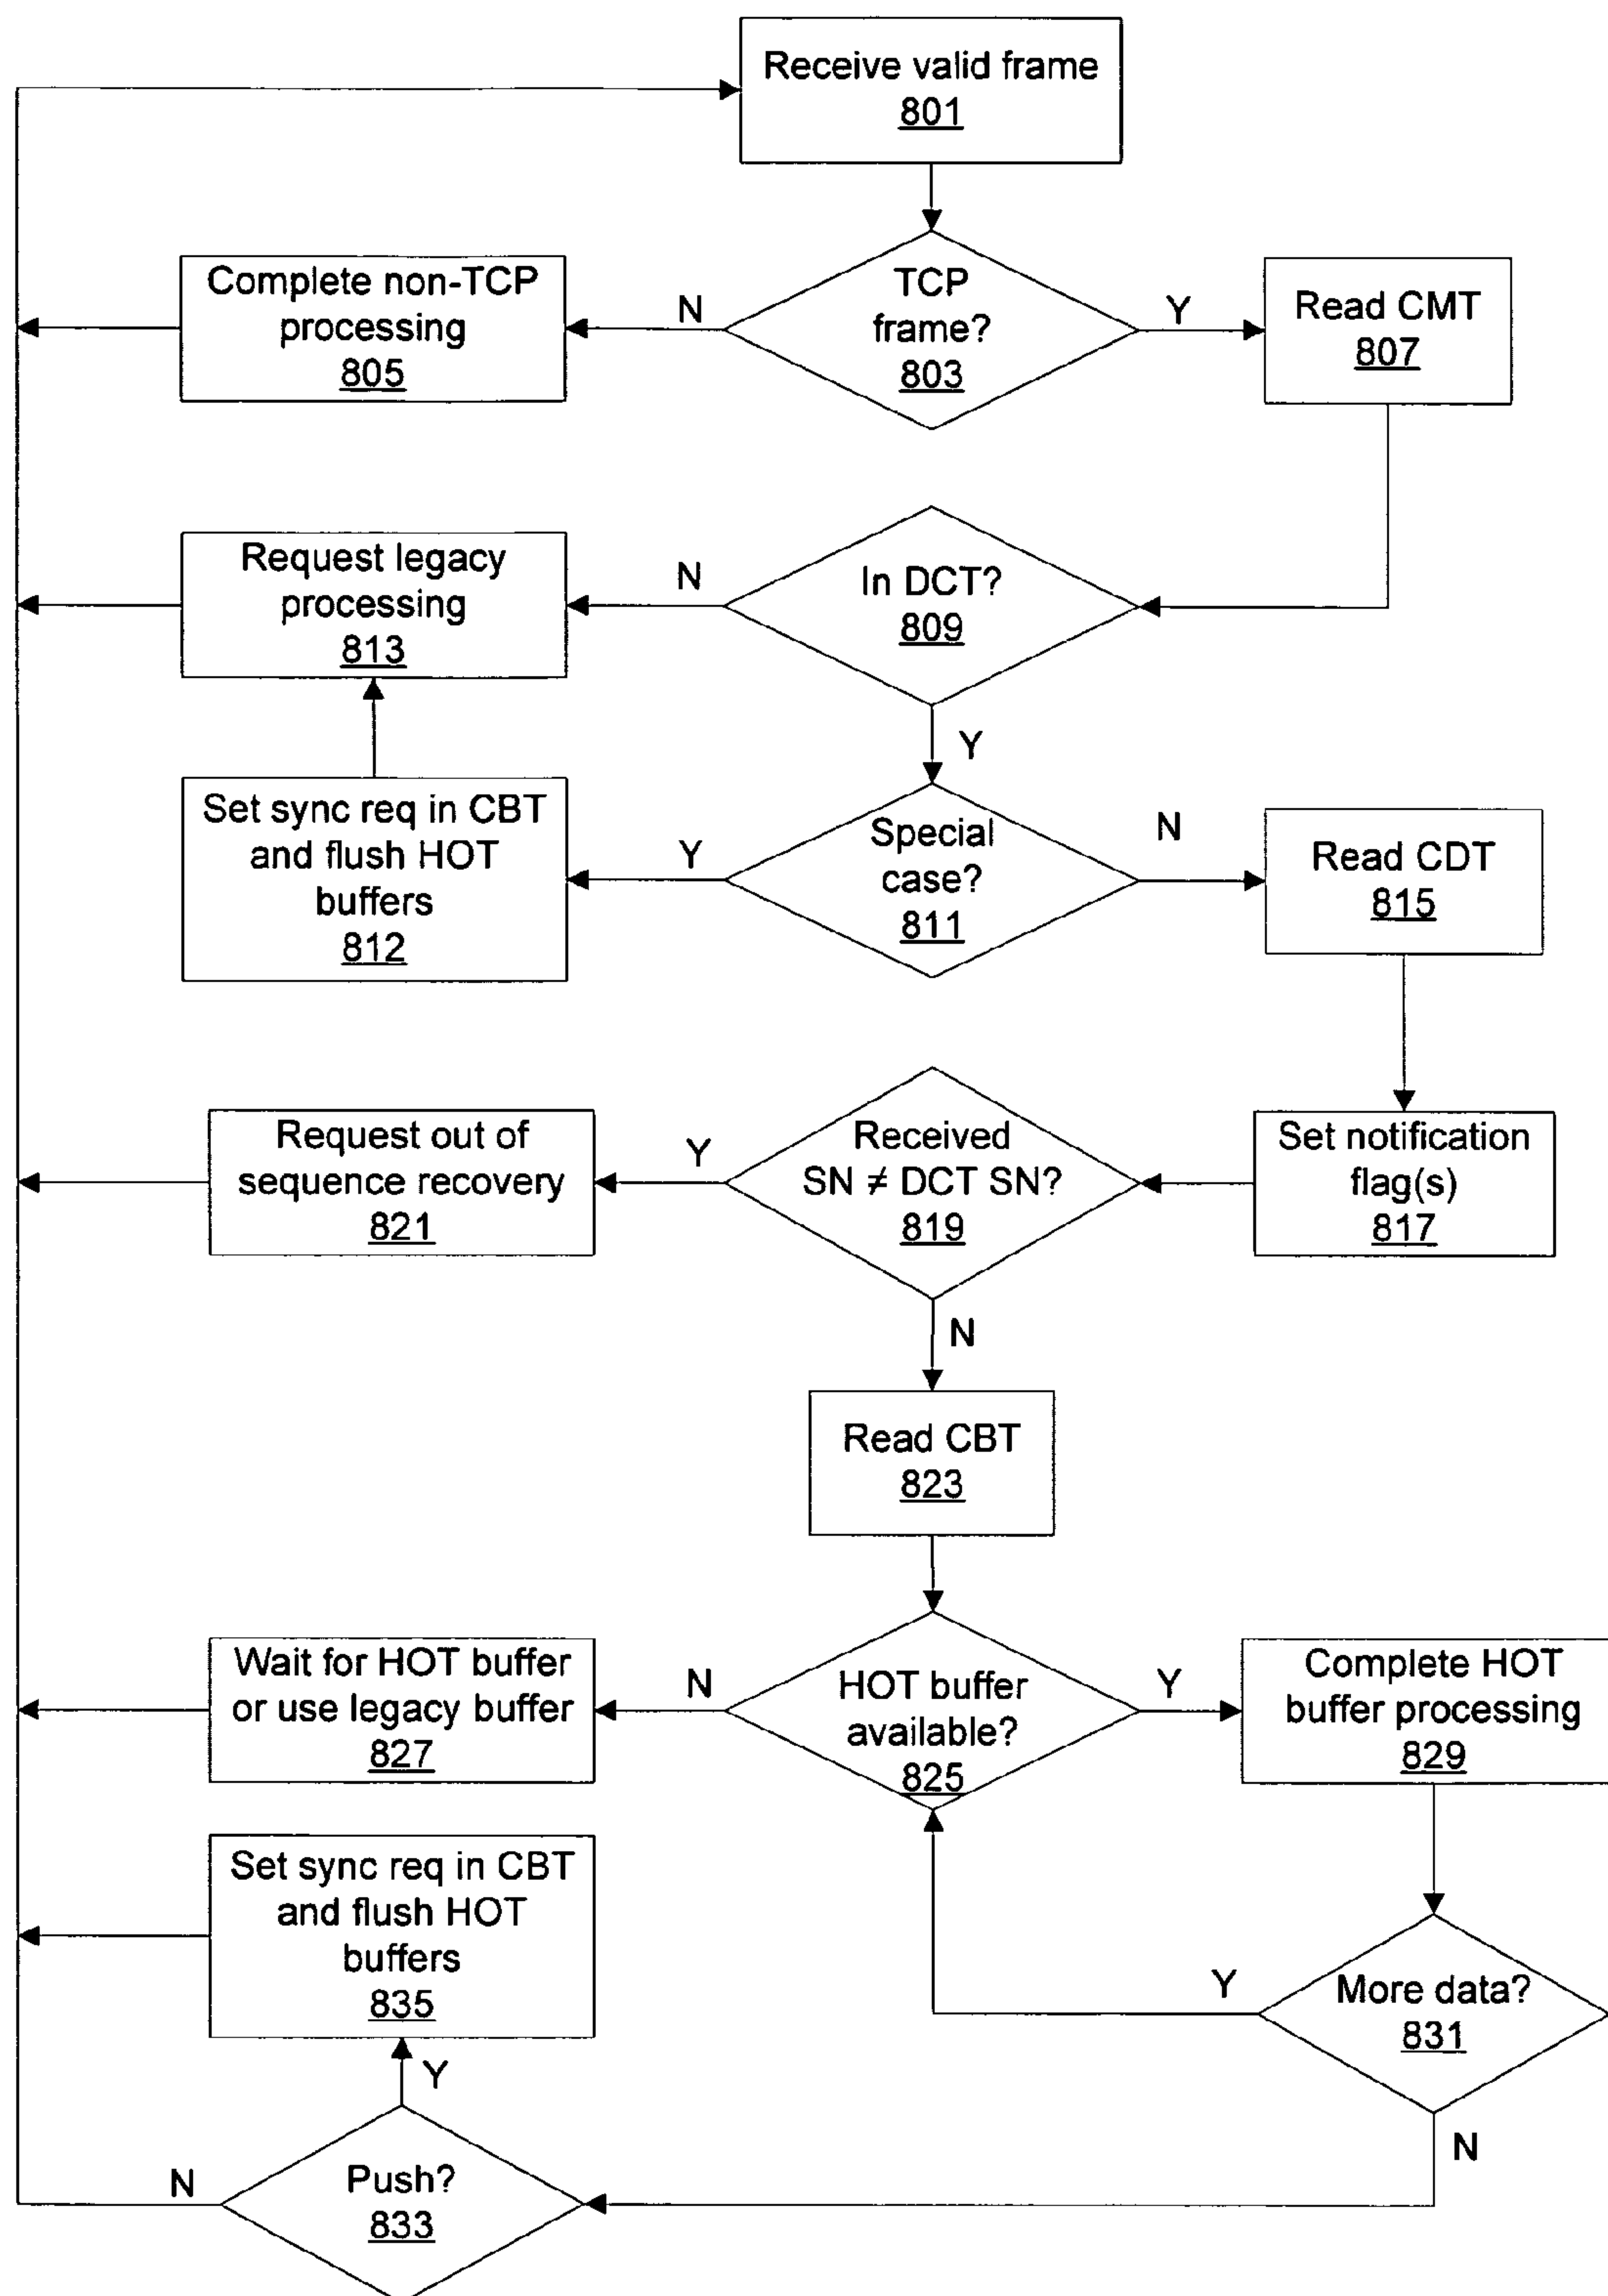 Receive valid frame
801
TCP
frame?
803
N
Y
Complete non-TCP
processing
805
Read CMT
807
In DCT?
809
N
Y
Request legacy
processing
813
Special
case?
811
Y
N
Set sync req in CBT
and flush HOT
buffers
812
Read CDT
815
Set notification
flag(s)
817
Received
SN ≠ DCT SN?
819
Y
N
Request out of
sequence recovery
821
Read CBT
823
HOT buffer
available?
825
N
Y
Wait for HOT buffer
or use legacy buffer
827
Complete HOT
buffer processing
829
More data?
831
Y
N
Set sync req in CBT
and flush HOT
buffers
835
Y
Push?
833
N